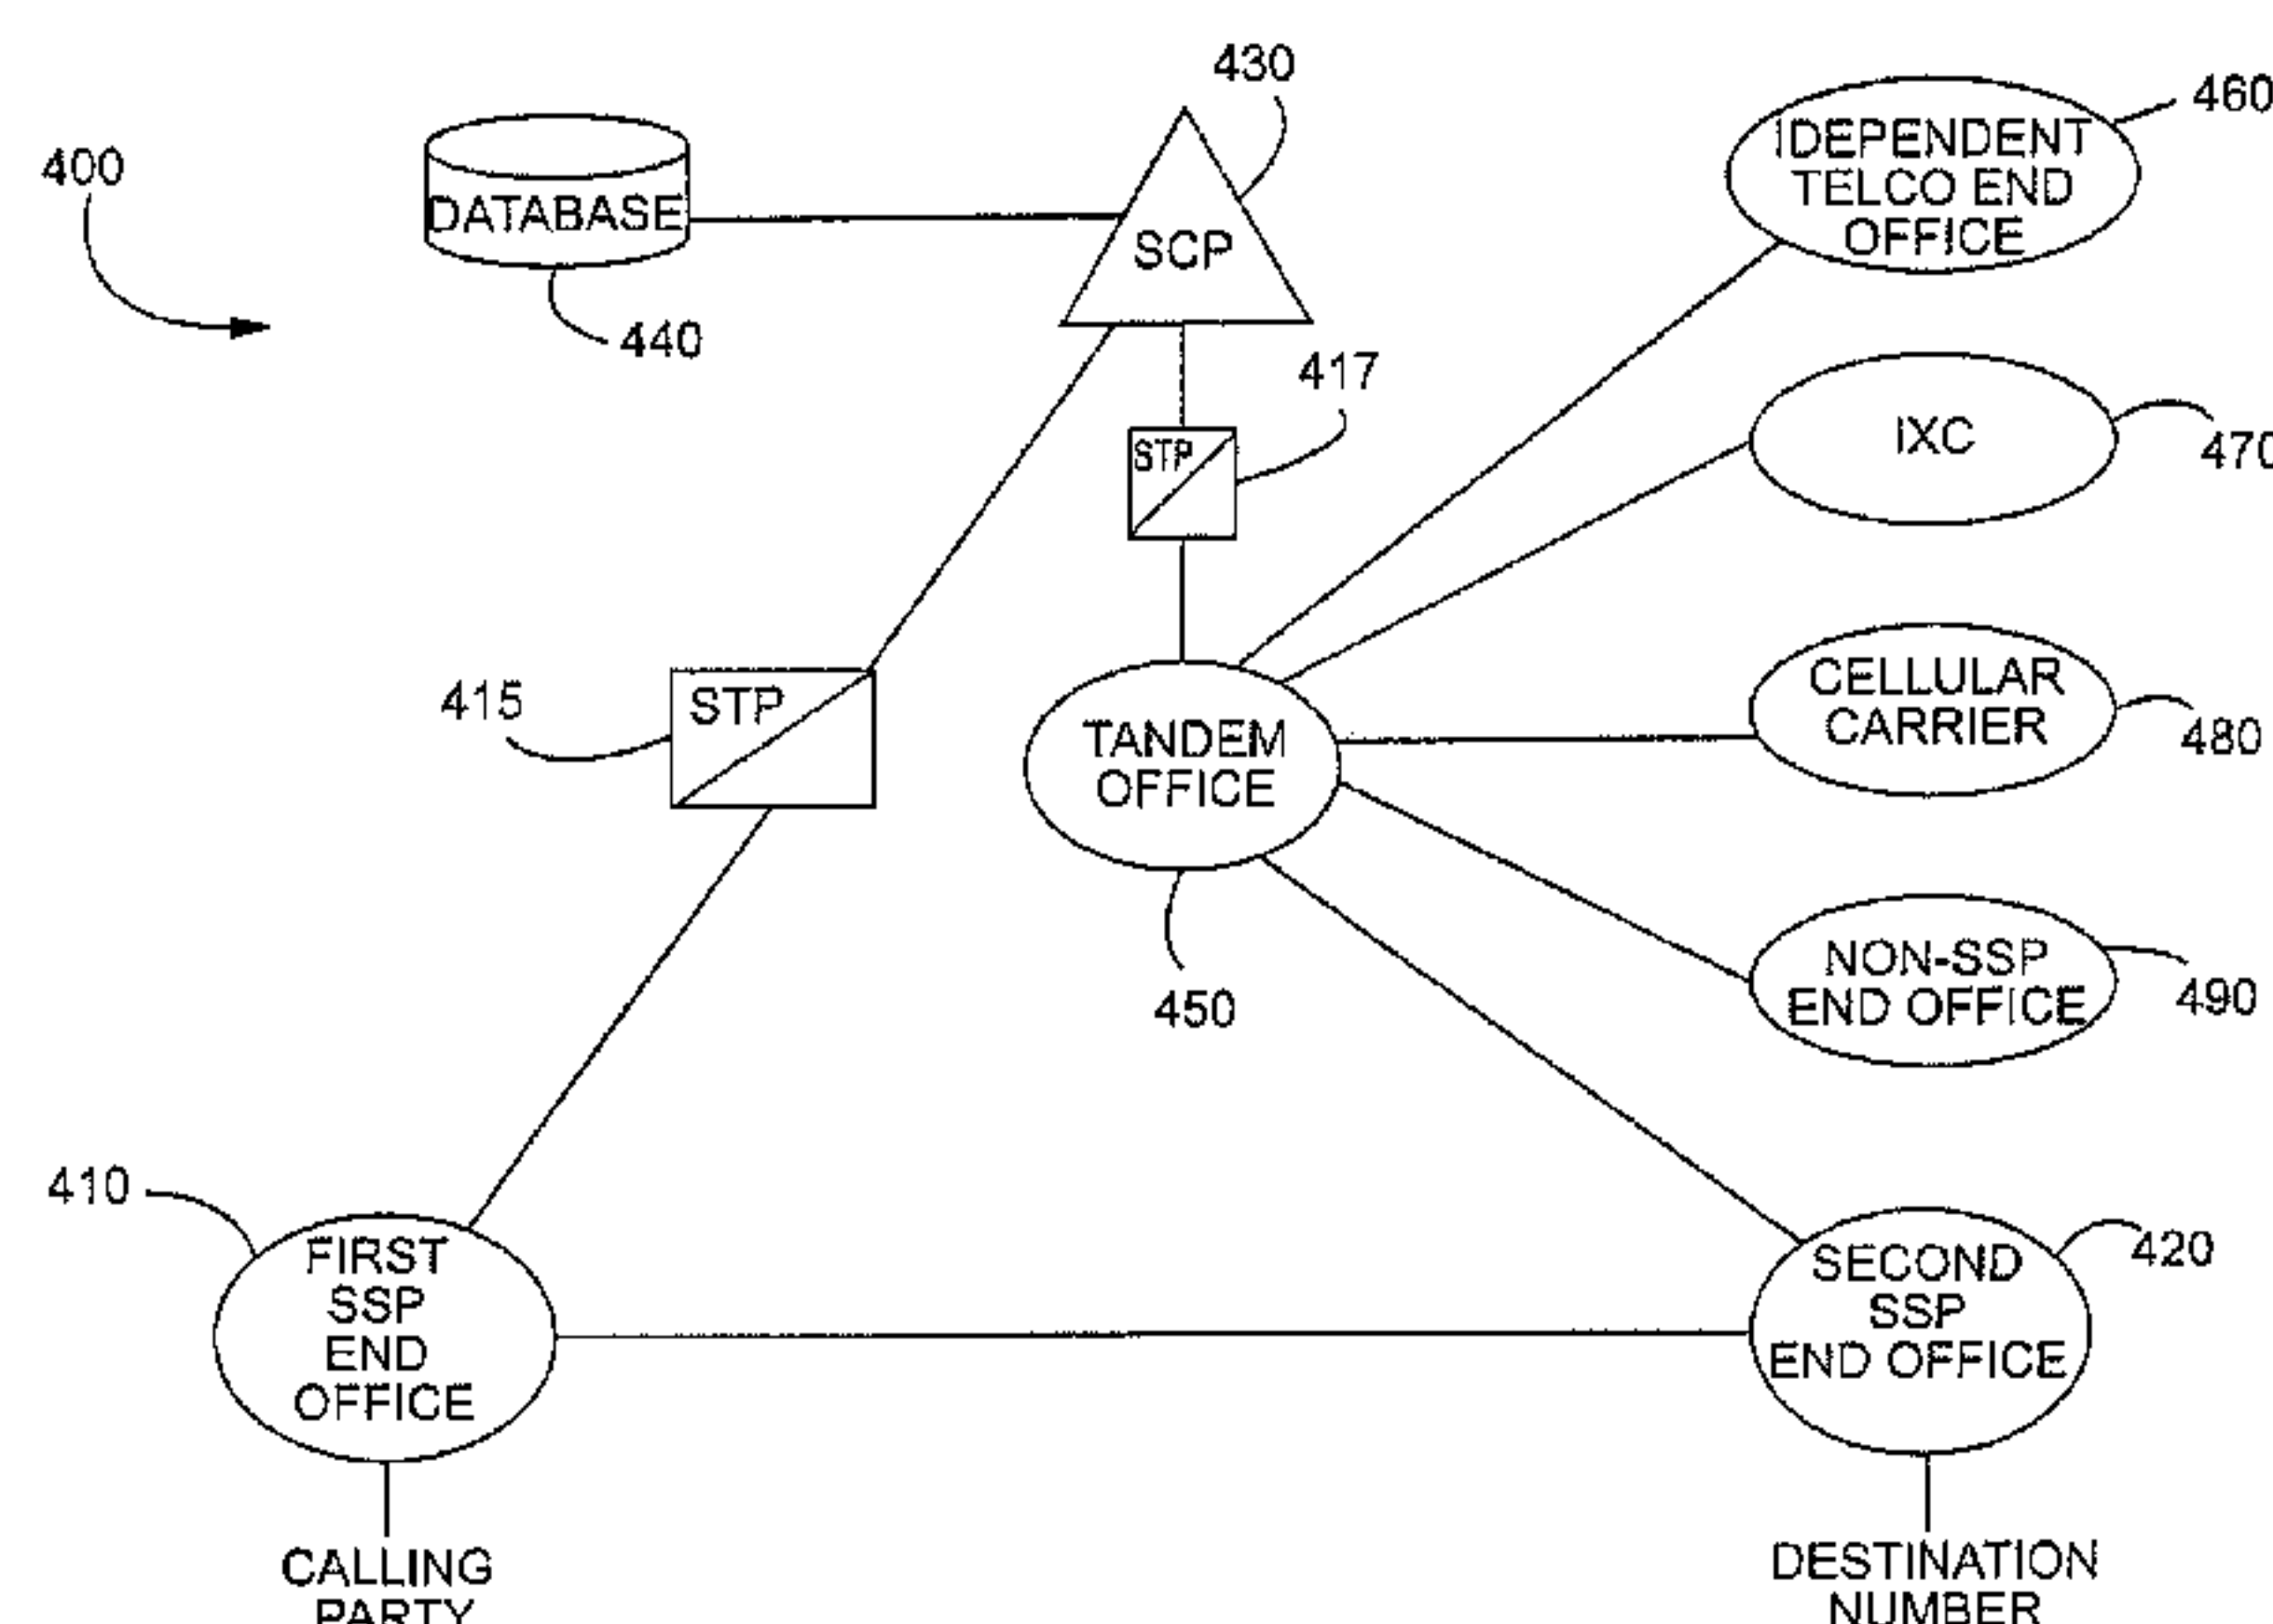 430
460
IDEPENDENT
TELCO END
OFFICE
400
DATABASE
SCP
440
417
STP
IXC
470
415
STP
TANDEM
OFFICE
CELLULAR
CARRIER
480
450
NON-SSP
END OFFICE
490
410
FIRST
SSP
END
OFFICE
SECOND
SSP
END OFFICE
420
CALLING
PARTY
DESTINATION
NUMBER